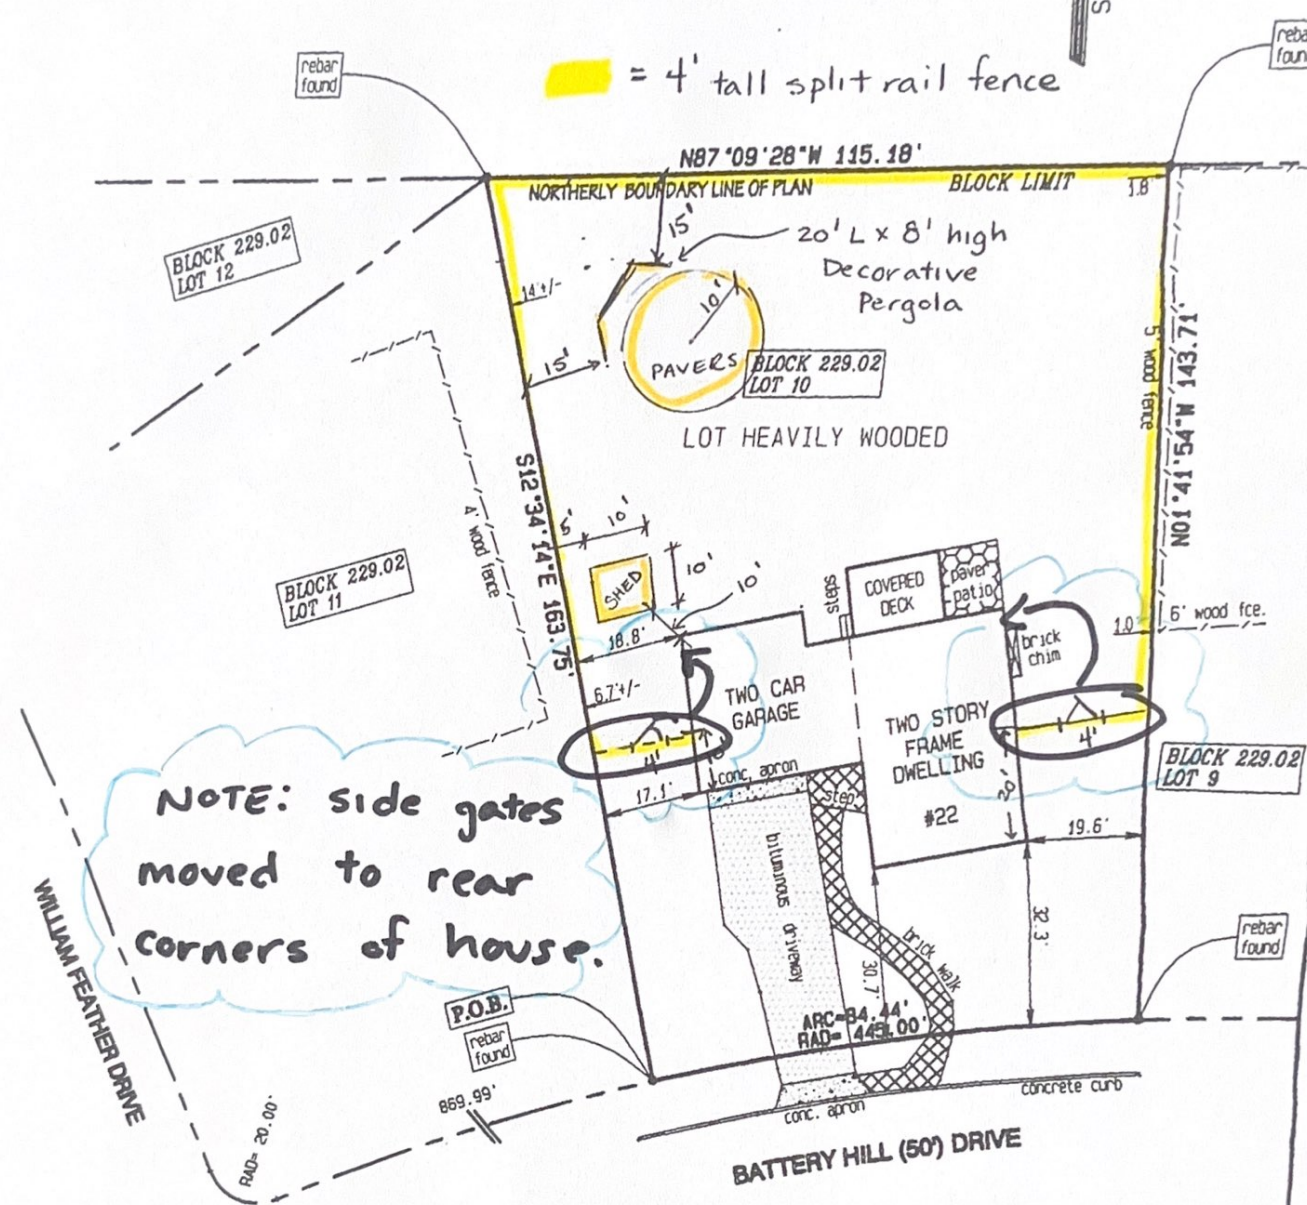 S
rebar
found
= 4' tall split rail fence
N87°09'28"W 115.18'
NORTHERLY BOUNDARY LINE OF PLAN
BLOCK LIMIT
1.8'
15'
20' L x 8' high
Decorative
Pergola
BLOCK 229.02
LOT 12
14'+/-
10'
PAVERS
15'
BLOCK 229.02
LOT 10
5' wood fence
N01°41'54"W 143.71'
LOT HEAVILY WOODED
S12°34'14"E 163.75'
4' wood fence
5'
10'
SHED
10'
10'
BLOCK 229.02
LOT 11
steps
COVERED
DECK
paver
patio
6' wood fce.
1.0'
18.8'
brick
chim
6.7'+/-
TWO CAR
GARAGE
TWO STORY
FRAME
DWELLING
#22
4'
4'
BLOCK 229.02
LOT 9
conc. apron
step
17.1'
20'
19.6'
NOTE: side gates
moved to rear
corners of house.
bituminous driveway
brick walk
32.3'
30.7'
rebar
found
WILLIAM FEATHER DRIVE
P.O.B.
rebar
found
ARC=84.44'
869.99'
RAD= 20.00'
concrete curb
conc. apron
BATTERY HILL (50') DRIVE